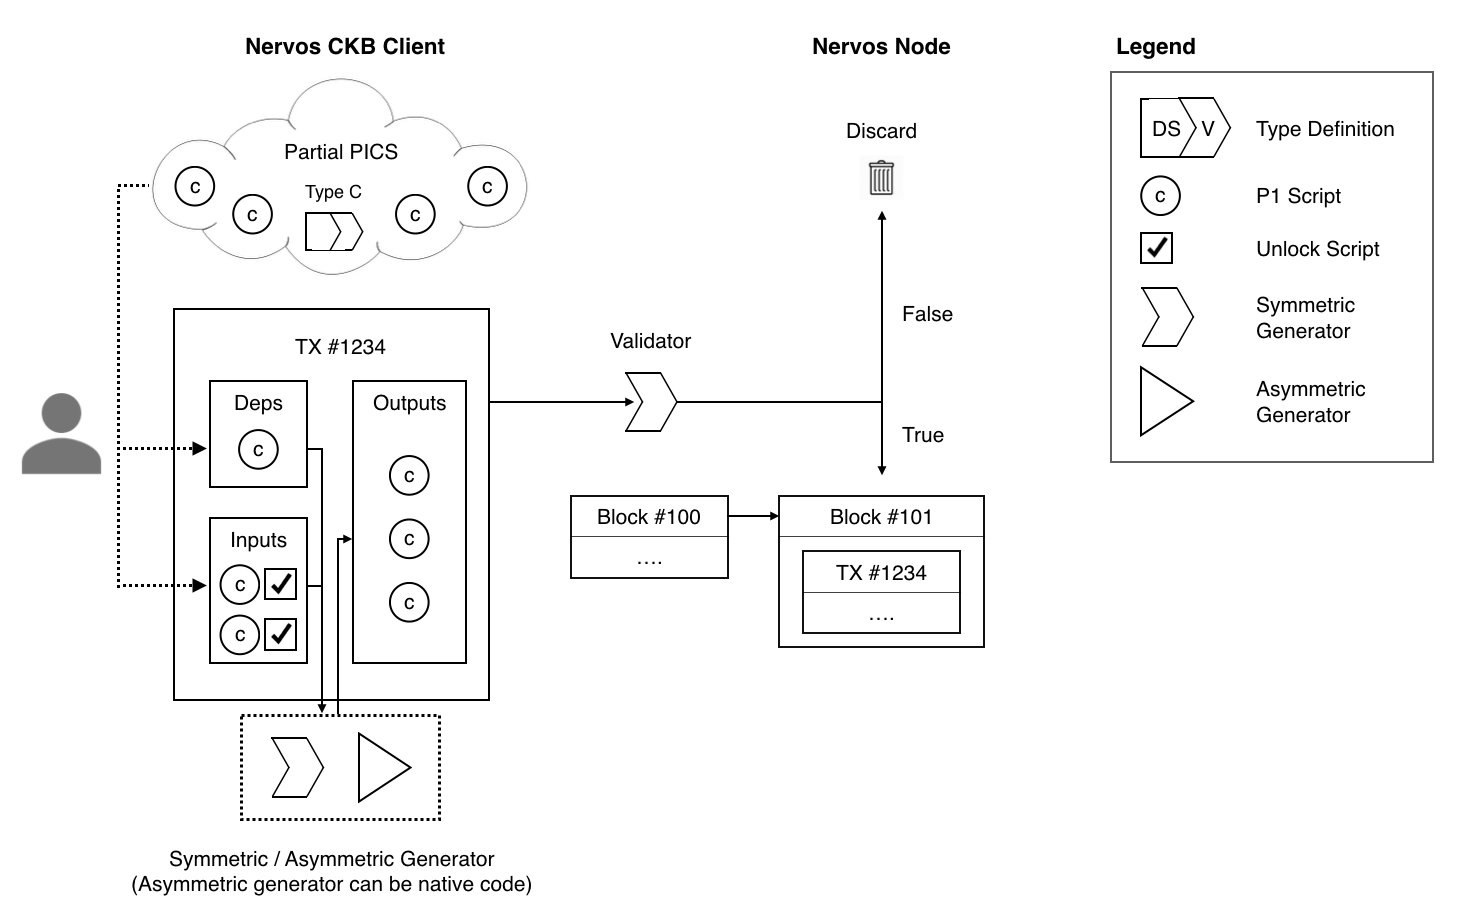 Nervos CKB Client
Nervos Node
Legend
Partial PICS
Type C
c
c
c
c
Discard
False
True
Validator
TX #1234
Deps
c
Inputs
c
c
Outputs
c
c
c
Block #100
....
Block #101
TX #1234
....
Symmetric / Asymmetric Generator
(Asymmetric generator can be native code)
DS V Type Definition
c P1 Script
Unlock Script
Symmetric
Generator
Asymmetric
Generator